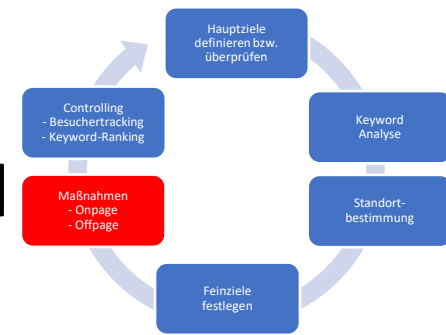 Hauptziele
definieren bzw.
überprüfen
Keyword
Analyse
Standort-
bestimmung
Feinziele
festlegen
Maßnahmen
- Onpage
- Offpage
Controlling
- Besuchertracking
- Keyword-Ranking